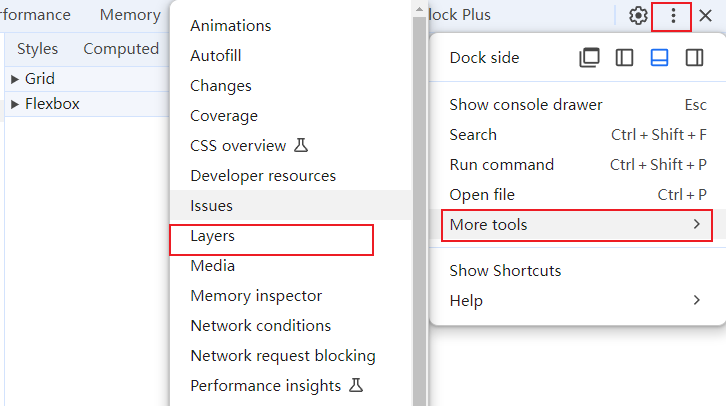 rformance Memory lock Plus
Styles Computed
Grid
Flexbox
Animations
Autofill
Changes
Coverage
CSS overview
Developer resources
Issues
Layers
Media
Memory inspector
Network conditions
Network request blocking
Performance insights
Dock side
Show console drawer Esc
Search Ctrl + Shift + F
Run command Ctrl + Shift + P
Open file Ctrl + P
More tools
Show Shortcuts
Help